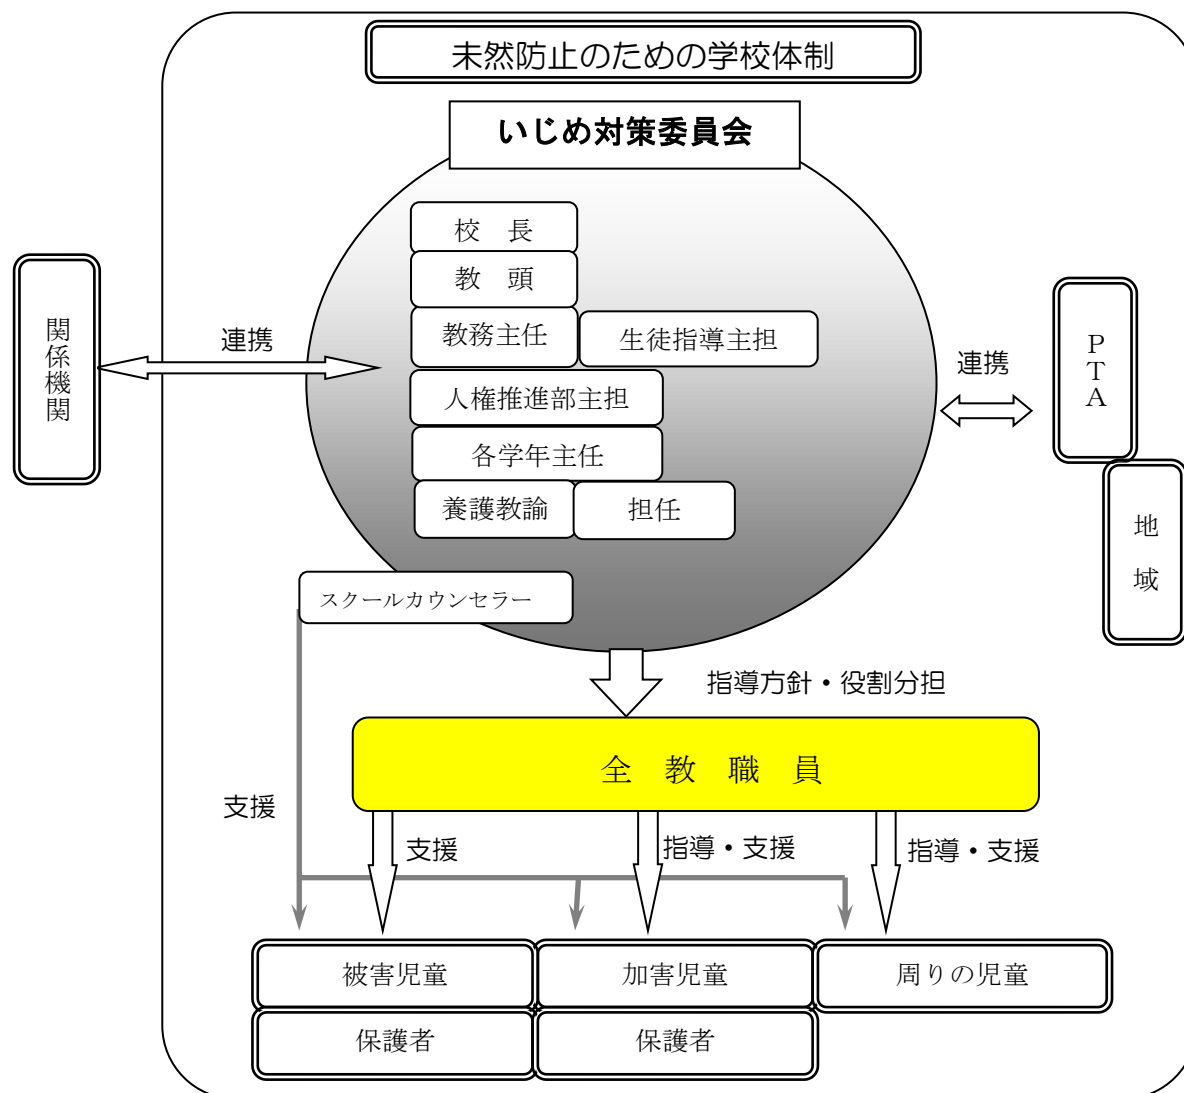 未然防止のための学校体制
いじめ対策委員会
校　長
教　頭
教務主任
生徒指導主担
人権推進部主担
各学年主任
養護教諭
担任
スクールカウンセラー
関係機関
連携
連携
PTA
地　域
指導方針・役割分担
全　教　職　員
支援
支援
指導・支援
指導・支援
被害児童
加害児童
周りの児童
保護者
保護者